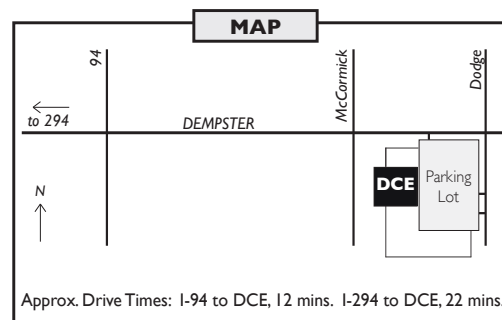 MAP
94
McCormick
Dodge
to 294
DEMPSTER
N
DCE
Parking
Lot
Approx. Drive Times: I-94 to DCE, 12 mins. I-294 to DCE, 22 mins.